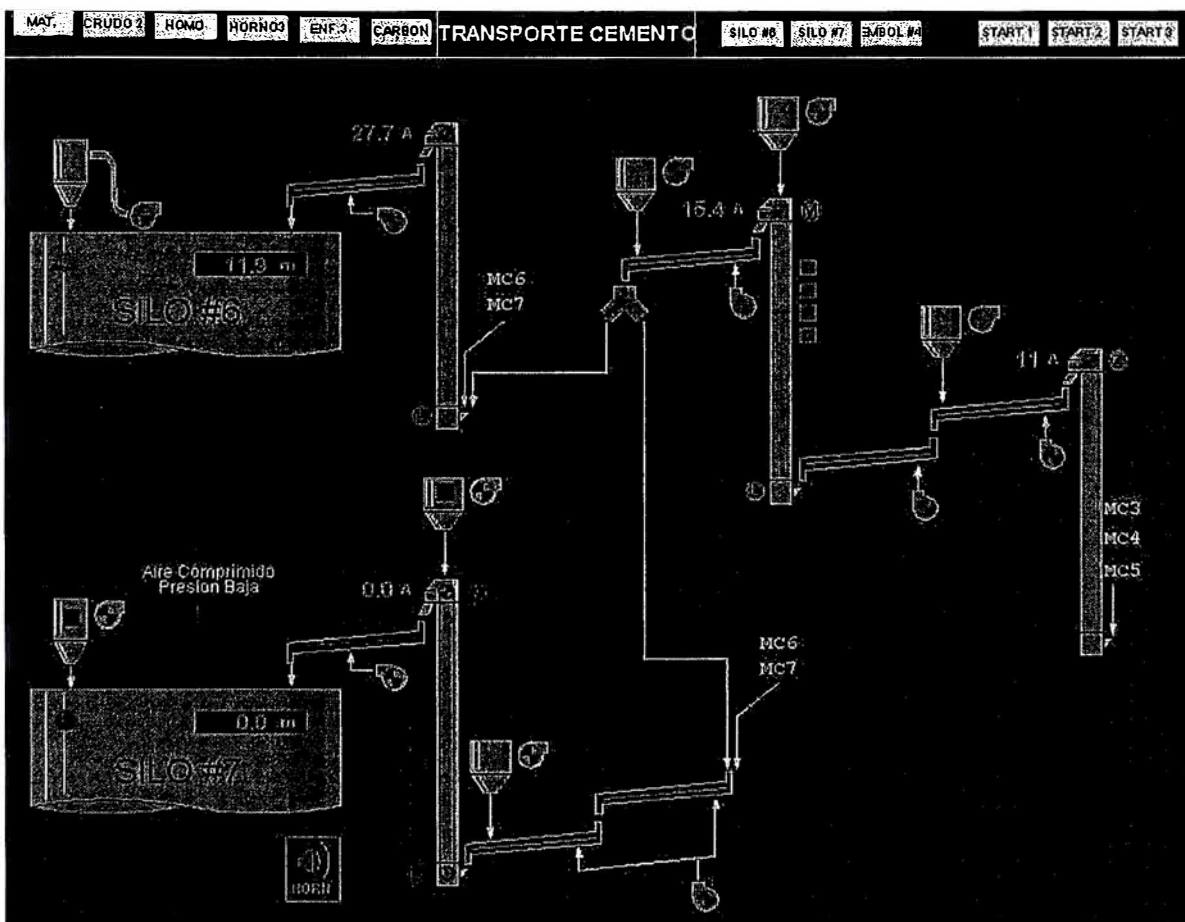 MAT.
CRUDO 2
HOMO.
HORNO3
ENF.3
CARBON
TRANSPORTE CEMENTO
SILO #6
SILO #7
EMBOL #4
START 1
START 2
START 3
27.7 A
15.4 A
M
11.9 m
SILO #6
MC6
MC7
11 A
MC3
MC4
MC5
Aire Comprimido
Presion Baja
0.0 A
MC6
MC7
0.0 m
SILO #7
HORN